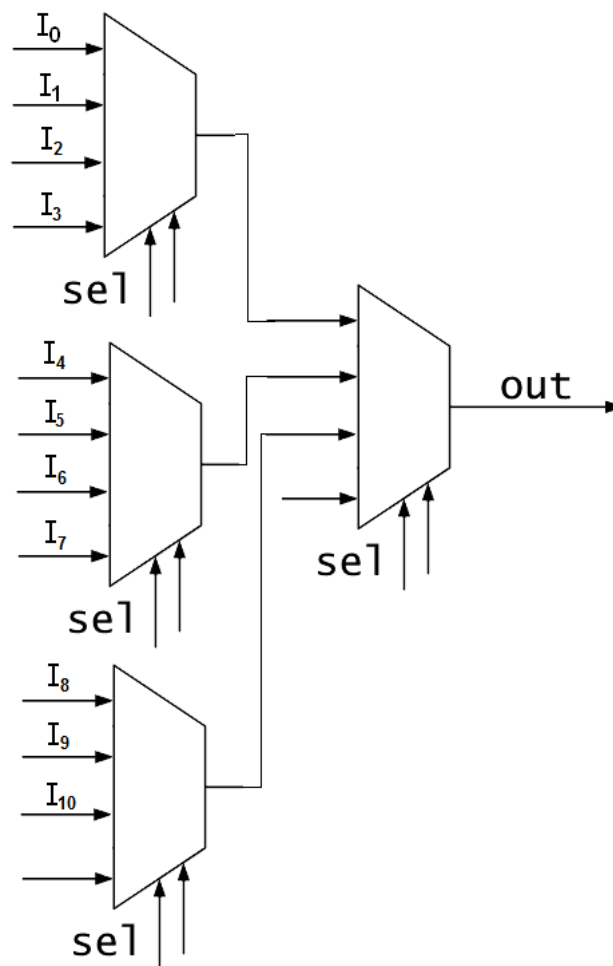 I₀
I₁
I₂
I₃
sel
I₄
I₅
I₆
I₇
sel
I₈
I₉
I₁₀
sel
sel
out